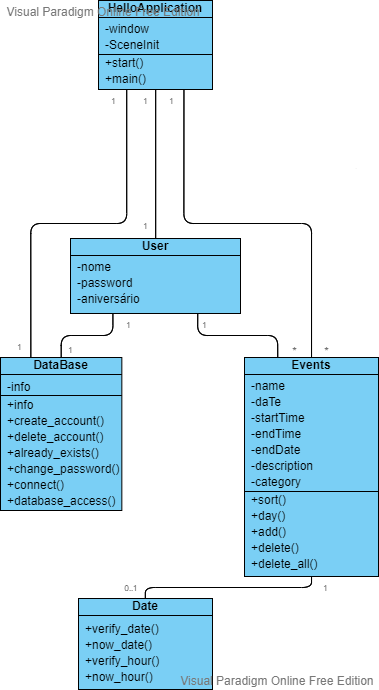 HelloApplication
Visual Paradigm Online Free Edition
-window
-SceneInit
+start()
+main()
1
1
1
1
User
-nome
-password
-aniversário
1
1
1
1
*
*
DataBase
-info
+info
+create_account()
+delete_account()
+already_exists()
+change_password()
+connect()
+database_access()
Events
-name
-daTe
-startTime
-endTime
-endDate
-description
-category
+sort()
+day()
+add()
+delete()
+delete_all()
0..1
1
Date
+verify_date()
+now_date()
+verify_hour()
+now_hour()
Visual Paradigm Online Free Edition